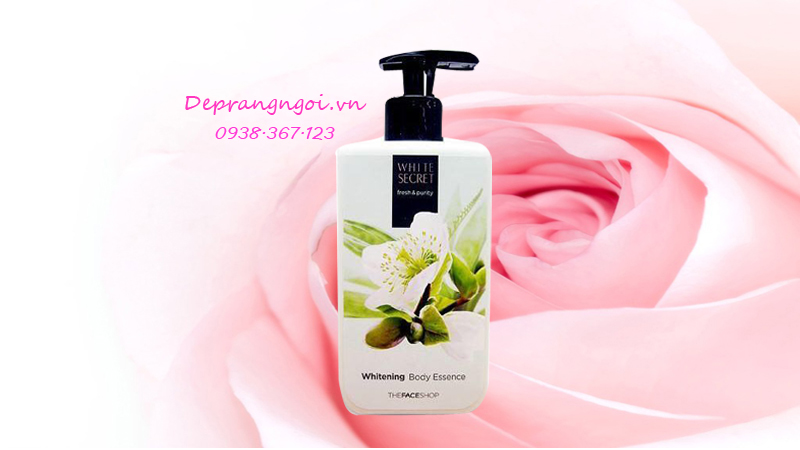 Deprangngoi.vn
0938·367·123
WHITE
SECRET
fresh & purity
Whitening Body Essence
THEFACESHOP